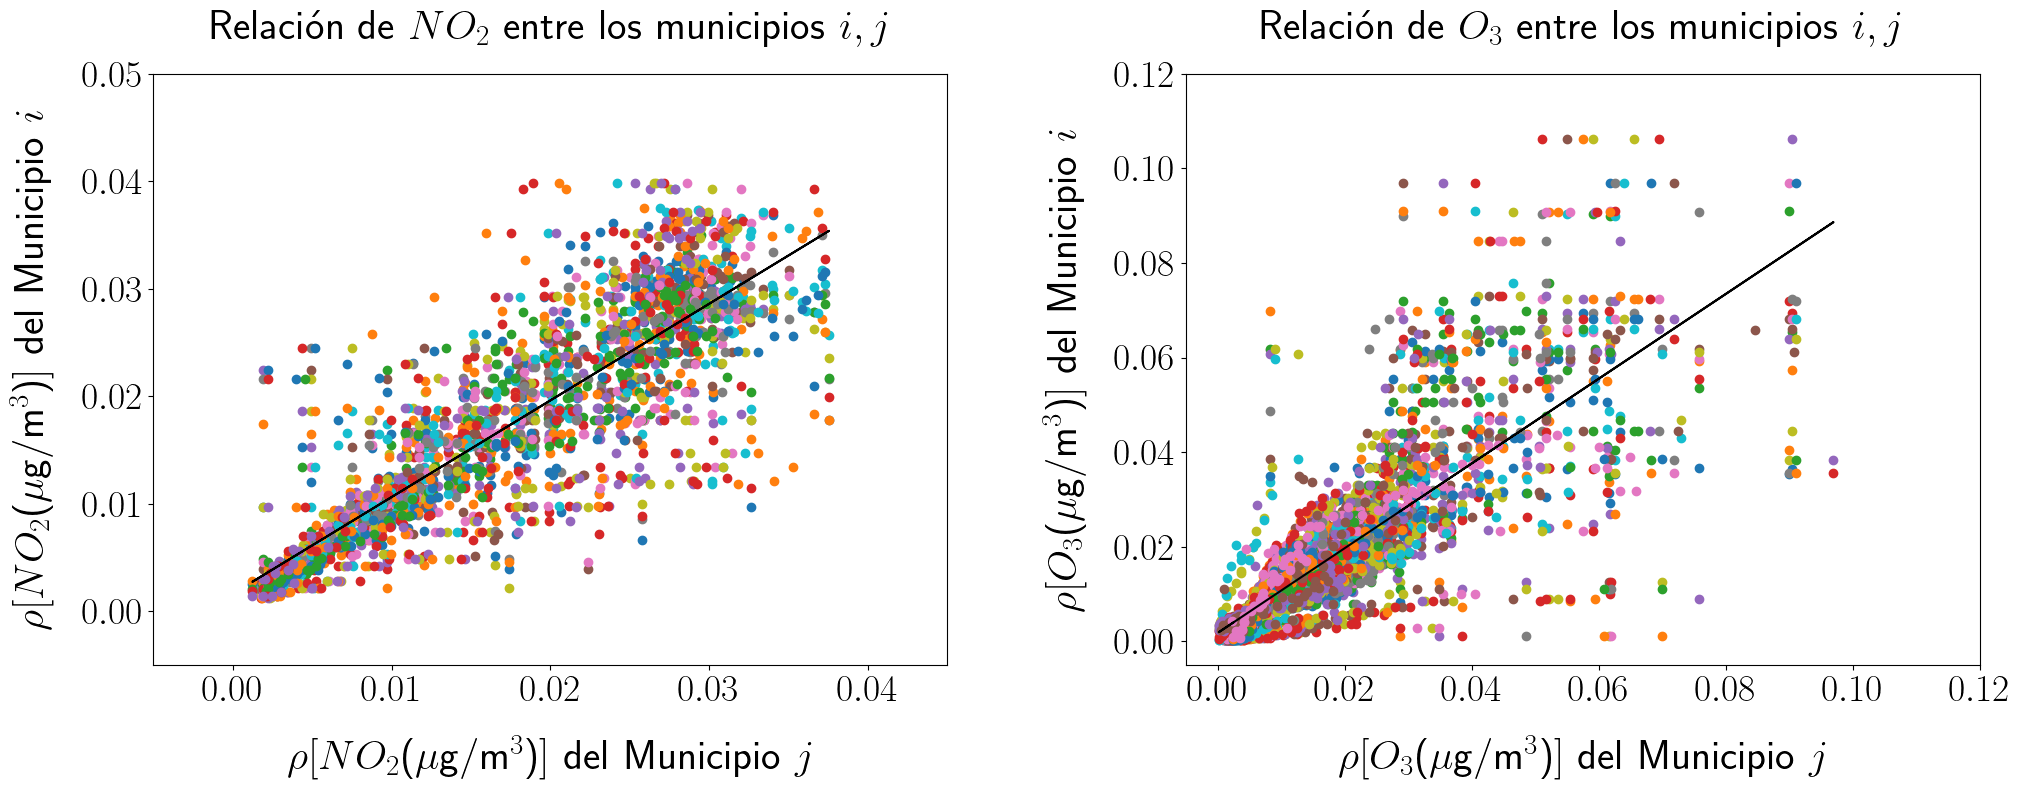 Relación de NO₂ entre los municipios i, j
0.05
0.04
0.03
0.02
0.01
0.00
ρ[NO₂(μg/m³)] del Municipio i
0.00 0.01 0.02 0.03 0.04
ρ[NO₂(μg/m³)] del Municipio j
Relación de O₃ entre los municipios i, j
0.12
0.10
0.08
0.06
0.04
0.02
0.00
ρ[O₃(μg/m³)] del Municipio i
0.00 0.02 0.04 0.06 0.08 0.10 0.12
ρ[O₃(μg/m³)] del Municipio j